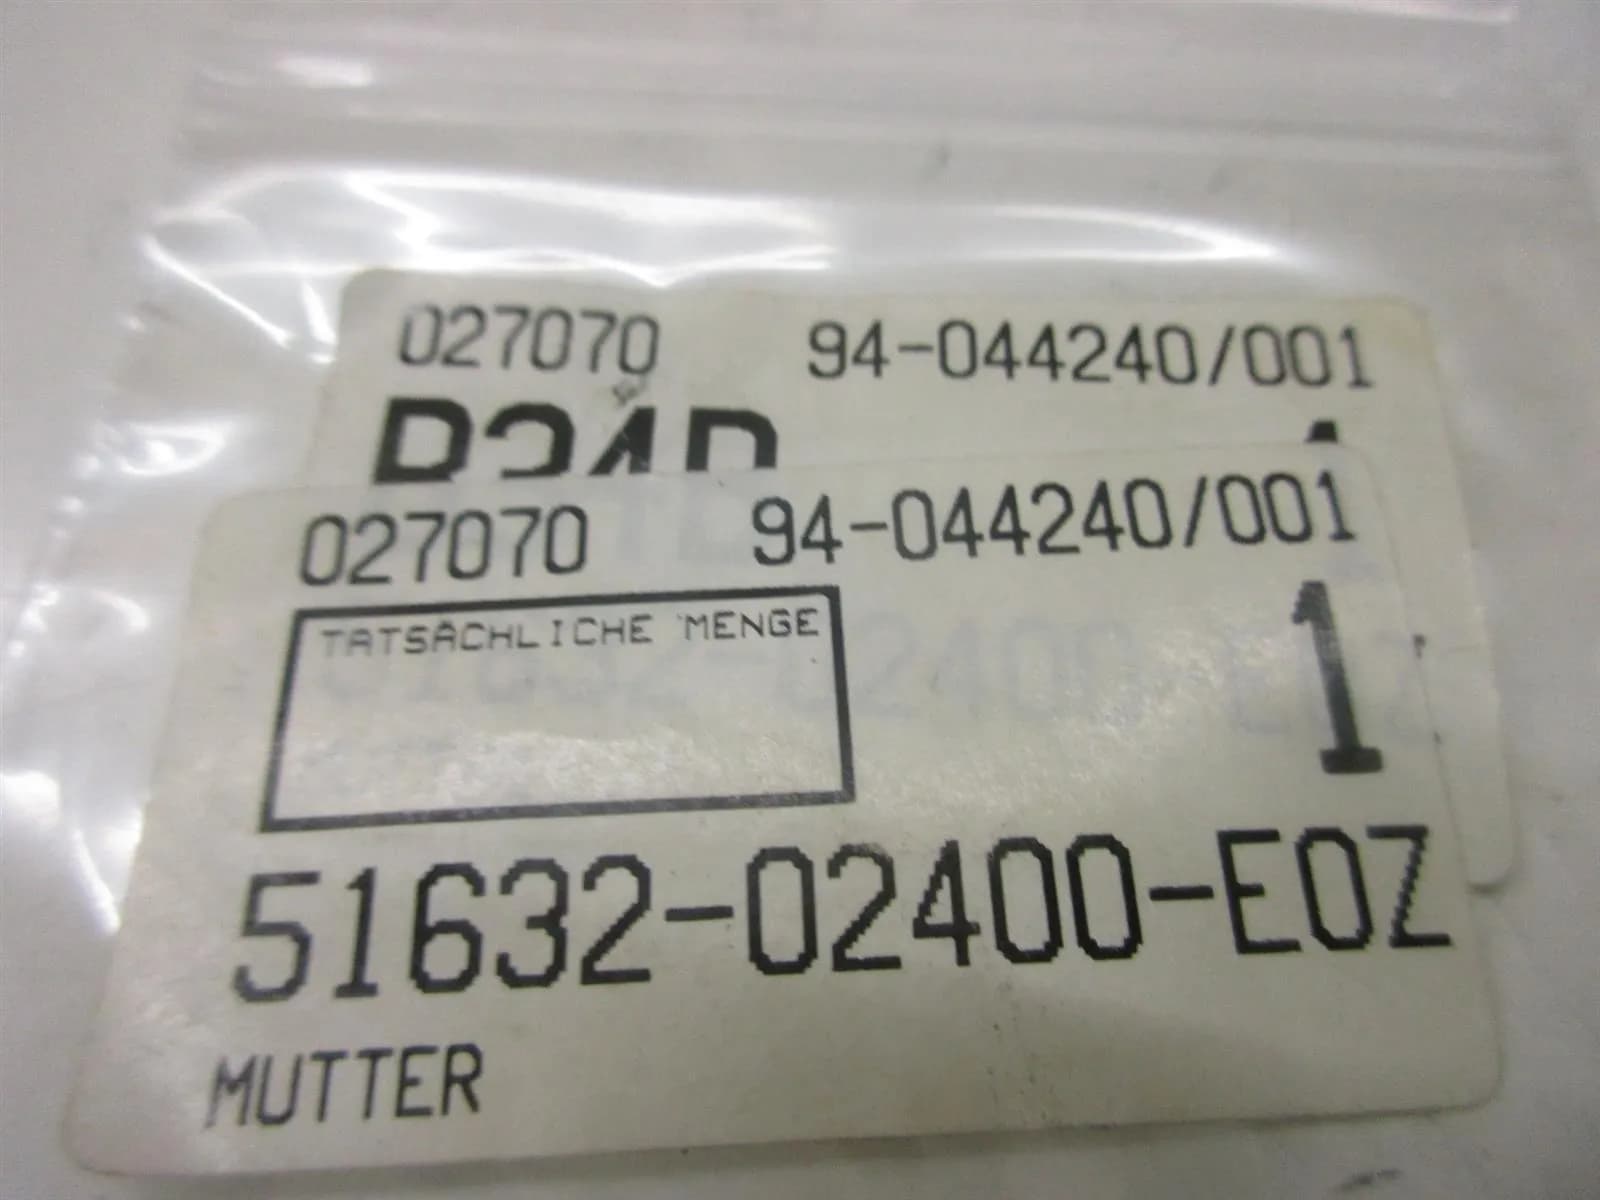 027070 94-044240/001
027070 94-044240/001
TATSÄCHLICHE MENGE
1
51632-02400-E0Z
MUTTER